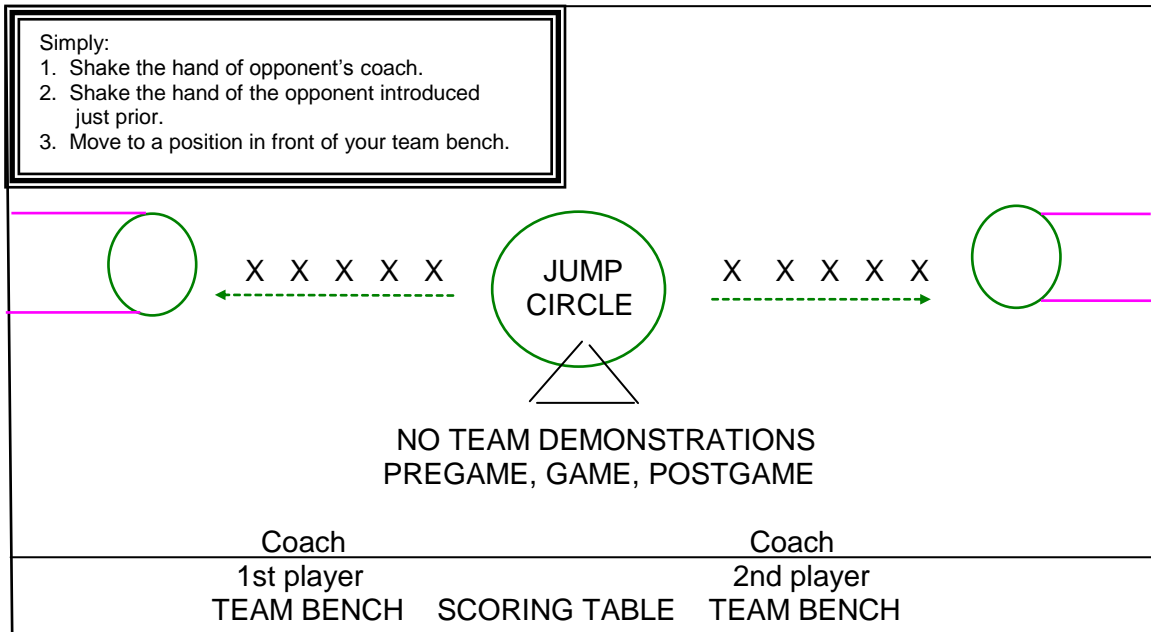 Simply:
1. Shake the hand of opponent’s coach.
2. Shake the hand of the opponent introduced
just prior.
3. Move to a position in front of your team bench.
X X X X X
JUMP
CIRCLE
X X X X X
NO TEAM DEMONSTRATIONS
PREGAME, GAME, POSTGAME
Coach Coach
1st player 2nd player
TEAM BENCH SCORING TABLE TEAM BENCH